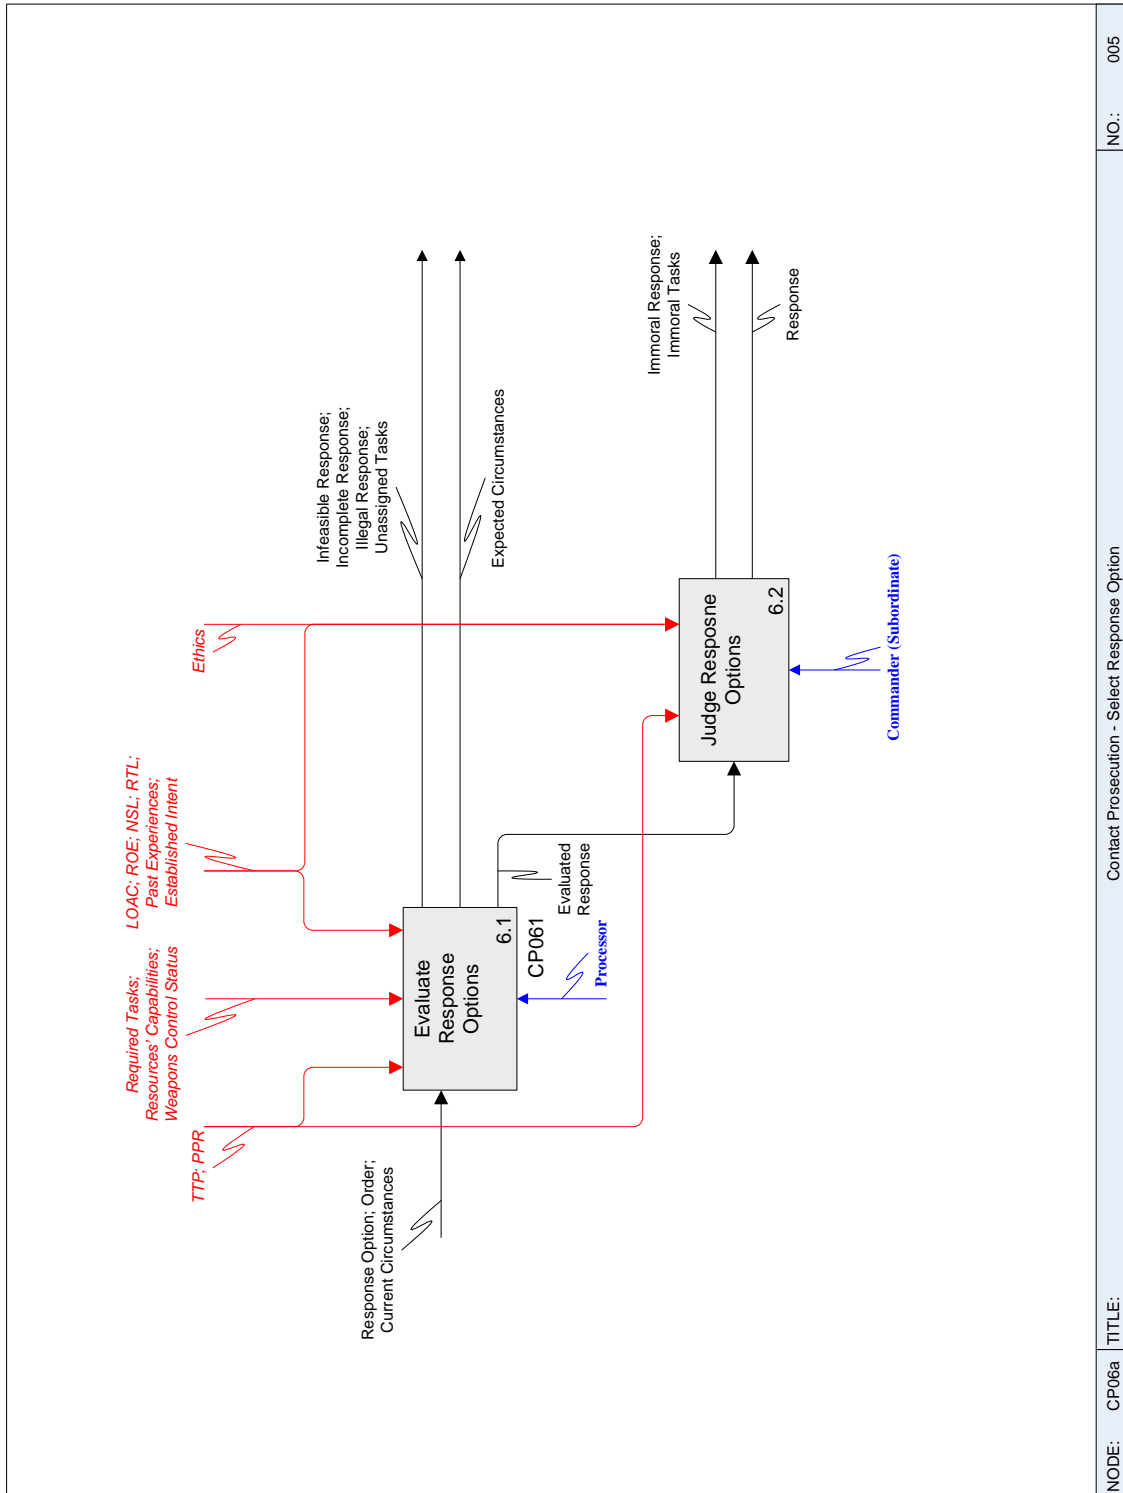 TTP; PPR
Required Tasks;
Resources' Capabilities;
Weapons Control Status
LOAC; ROE; NSL; RTL;
Past Experiences;
Established Intent
Ethics
Response Option; Order;
Current Circumstances
Evaluate
Response
Options
6.1
CP061
Processor
Evaluated
Response
Infeasible Response;
Incomplete Response;
Illegal Response;
Unassigned Tasks
Expected Circumstances
Judge Resposne
Options
6.2
Commander (Subordinate)
Immoral Response;
Immoral Tasks
Response
NODE: CP06a
TITLE: Contact Prosecution - Select Response Option
NO.: 005